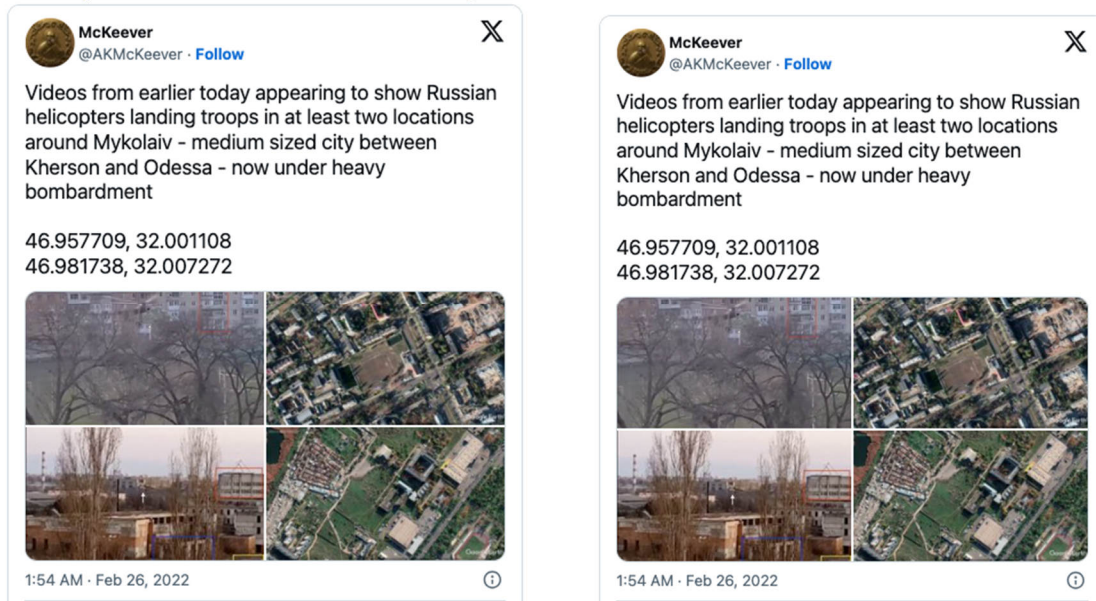 McKeever
@AKMcKeever · Follow
Videos from earlier today appearing to show Russian
helicopters landing troops in at least two locations
around Mykolaiv - medium sized city between
Kherson and Odessa - now under heavy
bombardment
46.957709, 32.001108
46.981738, 32.007272
1:54 AM · Feb 26, 2022
McKeever
@AKMcKeever · Follow
Videos from earlier today appearing to show Russian
helicopters landing troops in at least two locations
around Mykolaiv - medium sized city between
Kherson and Odessa - now under heavy
bombardment
46.957709, 32.001108
46.981738, 32.007272
1:54 AM · Feb 26, 2022